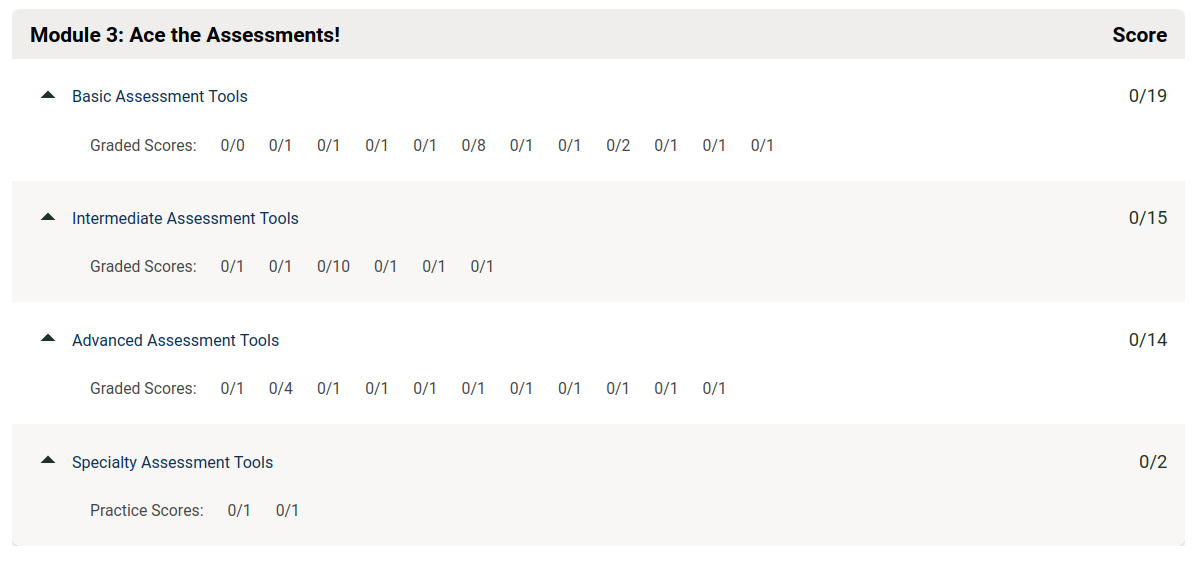 Module 3: Ace the Assessments! Score
Basic Assessment Tools 0/19
Graded Scores: 0/0 0/1 0/1 0/1 0/1 0/8 0/1 0/1 0/2 0/1 0/1 0/1
Intermediate Assessment Tools 0/15
Graded Scores: 0/1 0/1 0/10 0/1 0/1 0/1
Advanced Assessment Tools 0/14
Graded Scores: 0/1 0/4 0/1 0/1 0/1 0/1 0/1 0/1 0/1 0/1 0/1
Specialty Assessment Tools 0/2
Practice Scores: 0/1 0/1